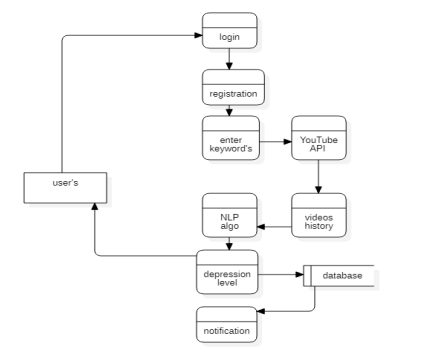 login
registration
enter
keyword's
YouTube
API
user's
NLP
algo
videos
history
depression
level
database
notification